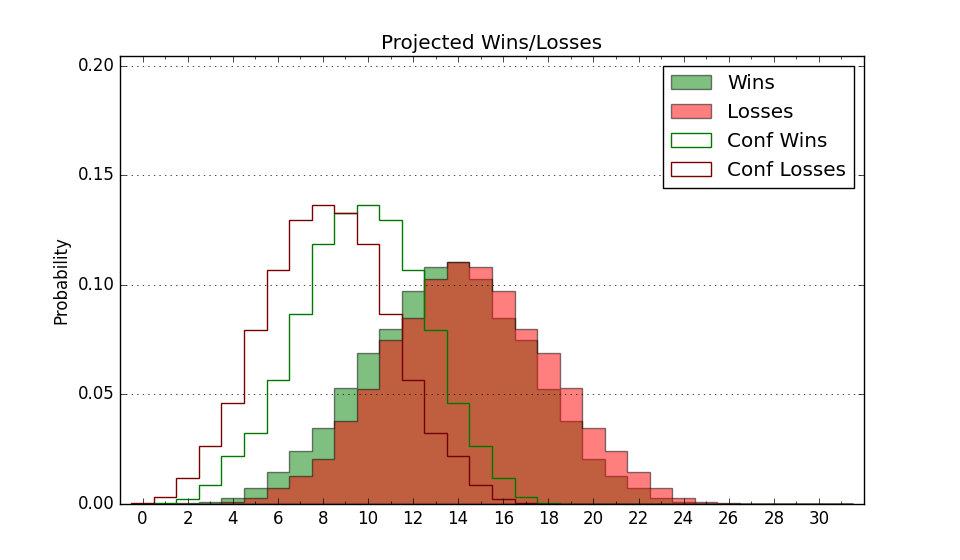 Projected Wins/Losses
0.20
0.15
0.10
0.05
0.00
Probability
Wins
Losses
Conf Wins
Conf Losses
0 2 4 6 8 10 12 14 16 18 20 22 24 26 28 30